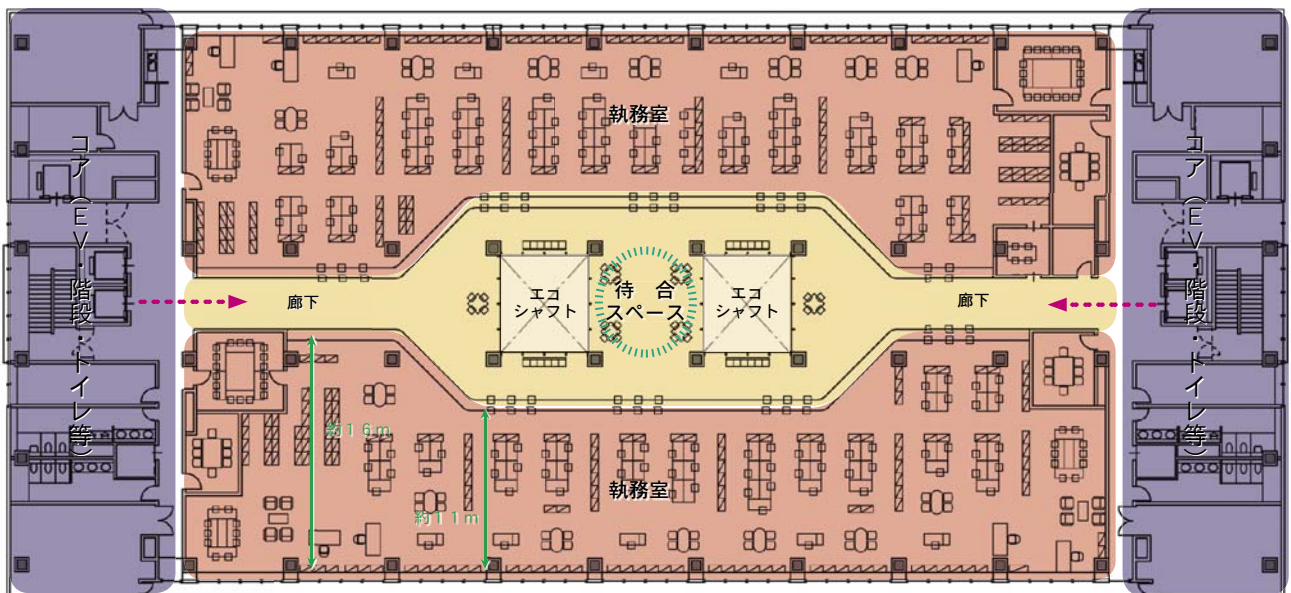 執務室
コア（EV・階段・トイレ等）
コア（EV・階段・トイレ等）
廊下
エコ
シャフト
待 合
スペース
エコ
シャフト
廊下
約16m
約11m
執務室